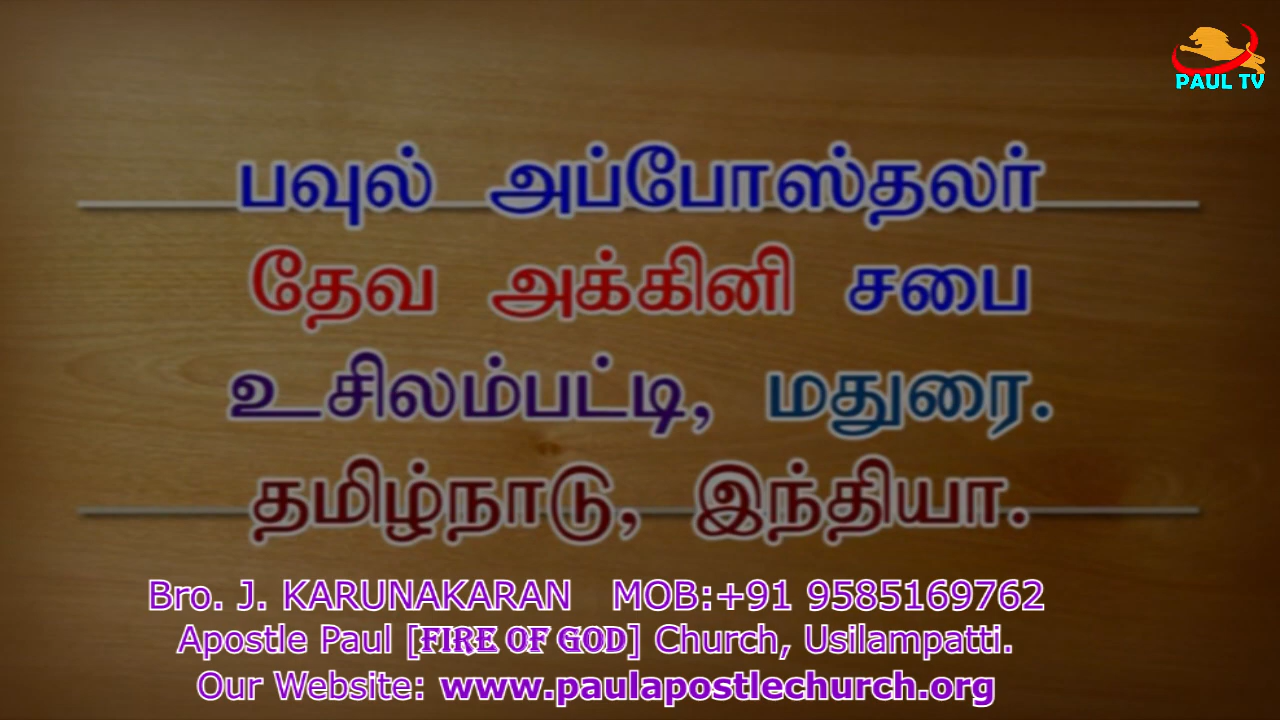 PAUL TV
பவுல் அப்போஸ்தலர்
தேவ அக்கினி சபை
உசிலம்பட்டி, மதுரை.
தமிழ்நாடு, இந்தியா.
Bro. J. KARUNAKARAN MOB:+91 9585169762
Apostle Paul [FIRE OF GOD] Church, Usilampatti.
Our Website: www.paulapostlechurch.org